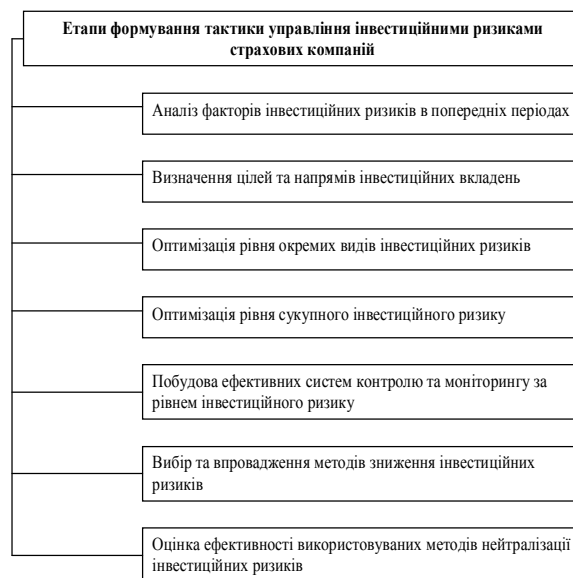 Етапи формування тактики управління інвестиційними ризиками
страхових компаній
Аналіз факторів інвестиційних ризиків в попередніх періодах
Визначення цілей та напрямів інвестиційних вкладень
Оптимізація рівня окремих видів інвестиційних ризиків
Оптимізація рівня сукупного інвестиційного ризику
Побудова ефективних систем контролю та моніторингу за
рівнем інвестиційного ризику
Вибір та впровадження методів зниження інвестиційних
ризиків
Оцінка ефективності використовуваних методів нейтралізації
інвестиційних ризиків